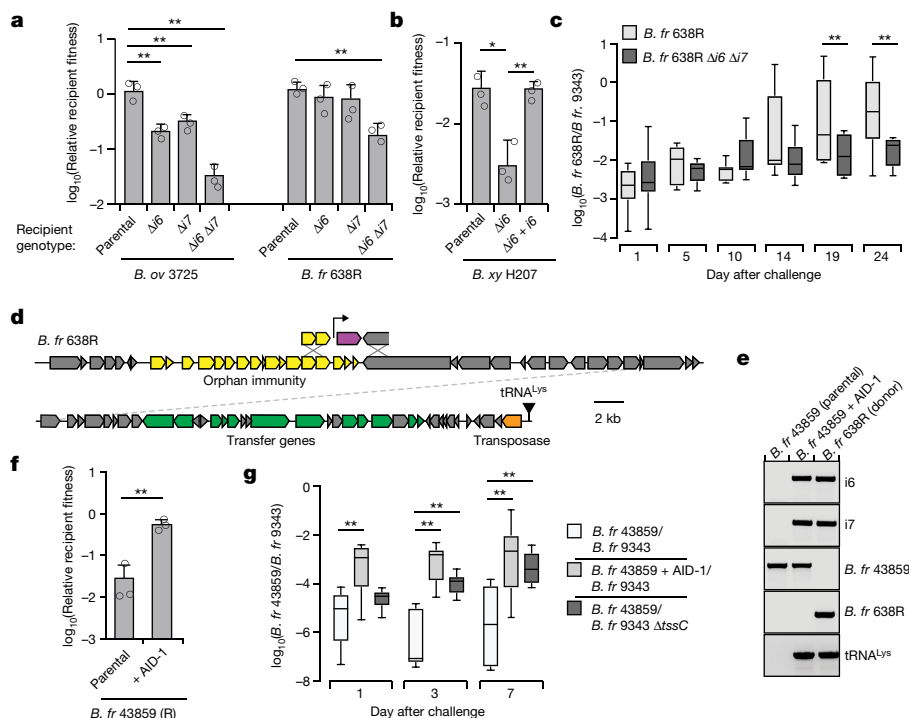 a
log10(Relative recipient fitness)
1
0
−1
−2
**
**
**
**
Recipient genotype:
Parental
Δi6
Δi7
Δi6 Δi7
B. ov 3725
Parental
Δi6
Δi7
Δi6 Δi7
B. fr 638R
b
log10(Relative recipient fitness)
−1
−2
−3
*
**
Parental
Δi6
Δi6 + i6
B. xy H207
c
B. fr 638R
B. fr 638R Δi6 Δi7
log10(B. fr 638R/B fr. 9343)
1
0
−1
−2
−3
−4
**
**
1 5 10 14 19 24
Day after challenge
d
B. fr 638R
Orphan immunity
tRNALys
2 kb
Transfer genes
Transposase
e
B. fr 43859 (parental)
B. fr 43859 + AID-1
B. fr 638R (donor)
i6
i7
B. fr 43859
B. fr 638R
tRNALys
f
log10(Relative recipient fitness)
1
0
−1
−2
−3
**
Parental
+ AID-1
B. fr 43859 (R)
g
log10(B. fr 43859/B. fr 9343)
0
−2
−4
−6
−8
**
**
**
**
**
1 3 7
Day after challenge
B. fr 43859/
B. fr 9343
B. fr 43859 + AID-1/
B. fr 9343
B. fr 43859/
B. fr 9343 ΔtssC